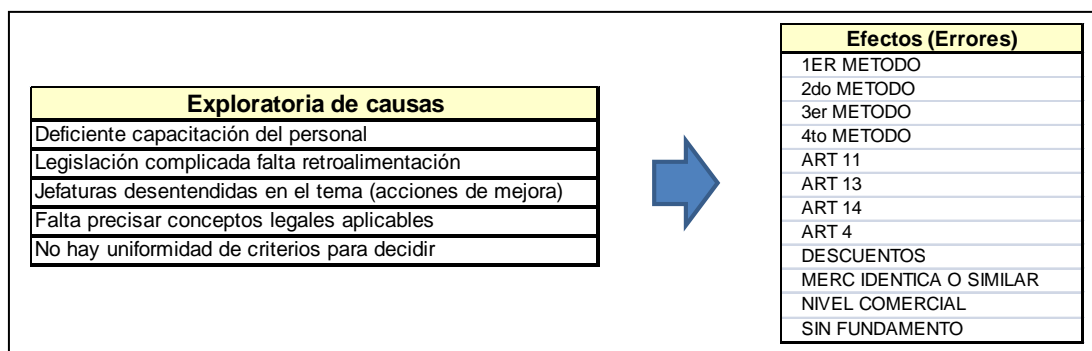 Exploratoria de causas
Deficiente capacitación del personal
Legislación complicada falta retroalimentación
Jefaturas desentendidas en el tema (acciones de mejora)
Falta precisar conceptos legales aplicables
No hay uniformidad de criterios para decidir
Efectos (Errores)
1ER METODO
2do METODO
3er METODO
4to METODO
ART 11
ART 13
ART 14
ART 4
DESCUENTOS
MERC IDENTICA O SIMILAR
NIVEL COMERCIAL
SIN FUNDAMENTO